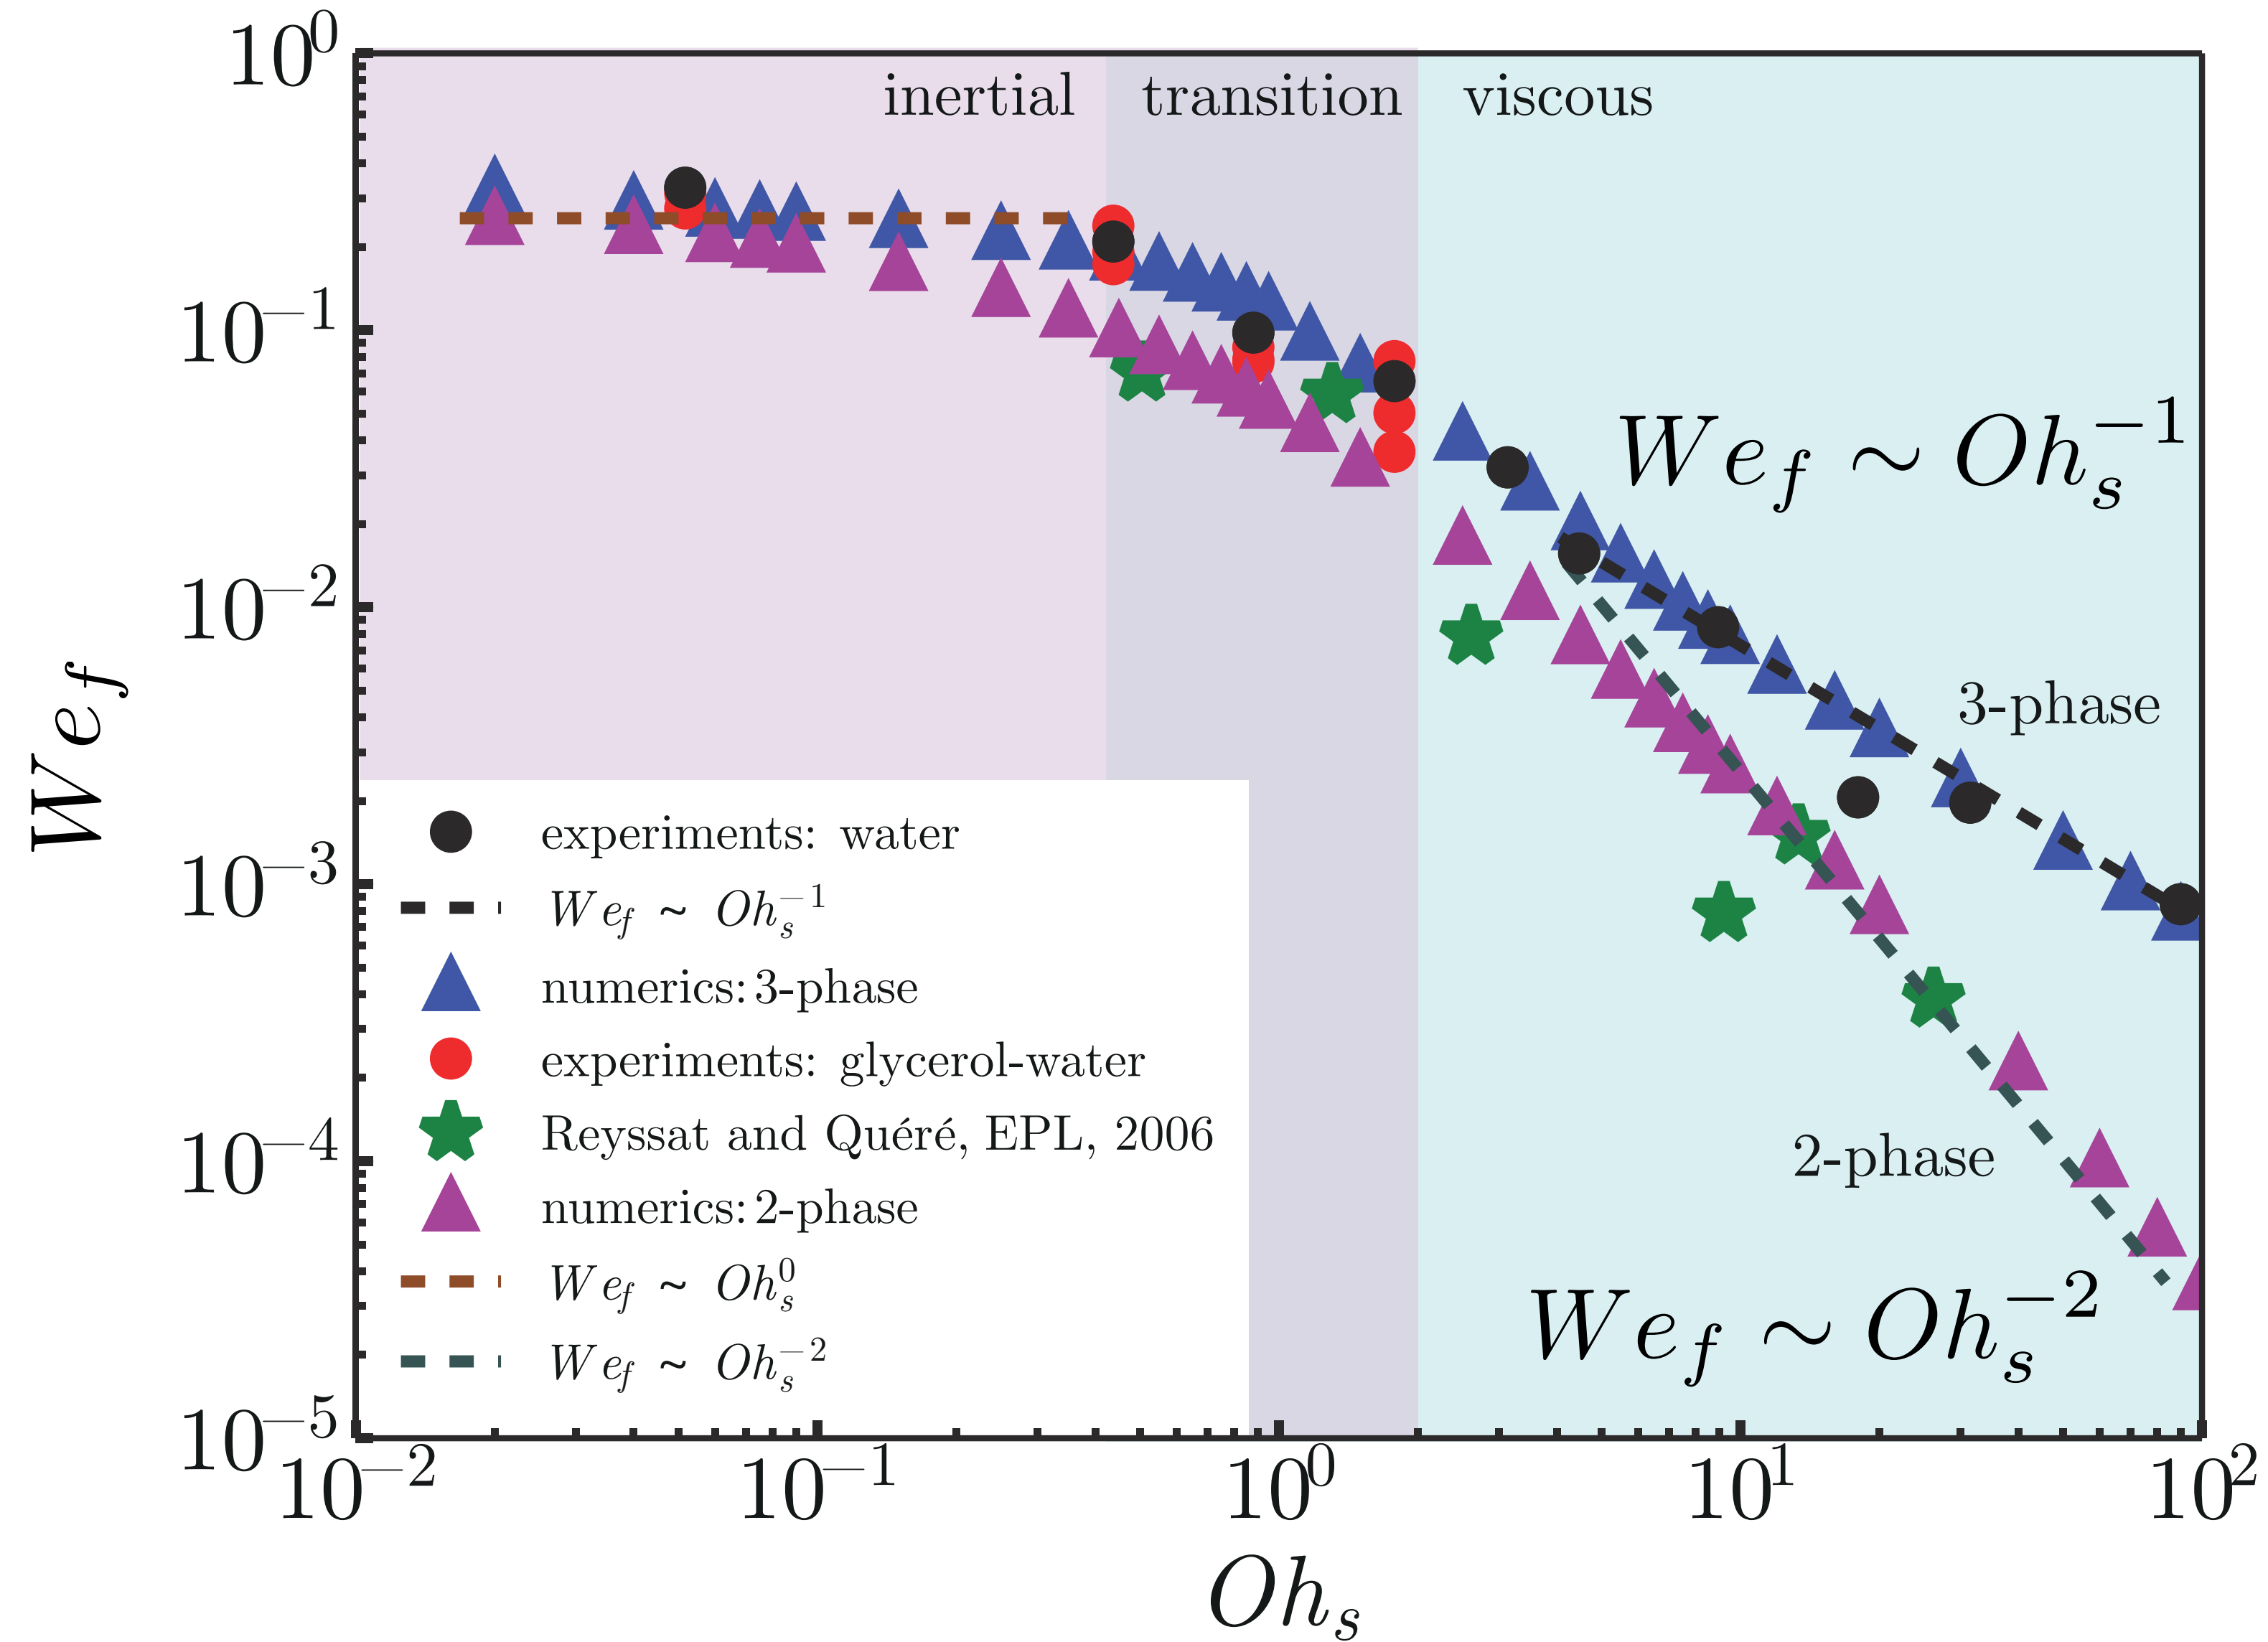 10^0
inertial transition viscous
10^{-1}
We_f ~ Oh_s^{-1}
10^{-2}
3-phase
We_f
experiments: water
10^{-3}
We_f ~ Oh_s^{-1}
numerics: 3-phase
experiments: glycerol-water
Reyssat and Quéré, EPL, 2006
10^{-4}
2-phase
numerics: 2-phase
We_f ~ Oh_s^0
We_f ~ Oh_s^{-2}
We_f ~ Oh_s^{-2}
10^{-5}
10^{-2} 10^{-1} 10^0 10^1 10^2
Oh_s